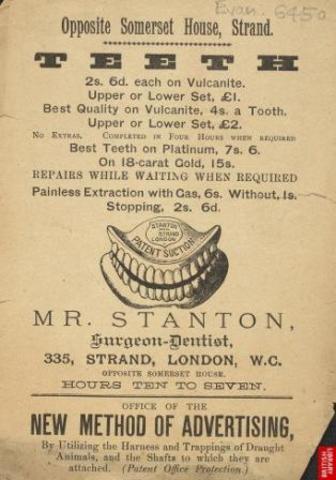 Evan. 6450
Opposite Somerset House, Strand.
TEETH
2s. 6d. each on Vulcanite.
Upper or Lower Set, £1.
Best Quality on Vulcanite, 4s. a Tooth.
Upper or Lower Set, £2.
No Extras. Completed in Four Hours when required
Best Teeth on Platinum, 7s. 6.
On 18-carat Gold, 15s.
REPAIRS WHILE WAITING WHEN REQUIRED
Painless Extraction with Gas, 6s. Without, 1s.
Stopping, 2s. 6d.
STANTON
STRAND
LONDON
PATENT SUCTION
MR. STANTON,
Surgeon-Dentist,
335, STRAND, LONDON, W.C.
OPPOSITE SOMERSET HOUSE.
HOURS TEN TO SEVEN.
OFFICE OF THE
NEW METHOD OF ADVERTISING,
By Utilizing the Harness and Trappings of Draught
Animals, and the Shafts to which they are
attached. (Patent Office Protection.)
BRITISH
LIBRARY